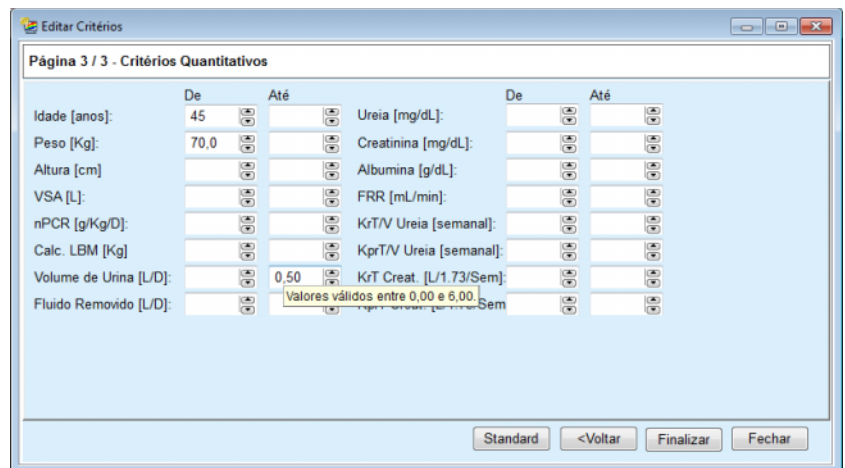 Editar Critérios
Página 3 / 3 - Critérios Quantitativos
De Até De Até
Idade [anos]: 45 Ureia [mg/dL]:
Peso [Kg]: 70,0 Creatinina [mg/dL]:
Altura [cm] Albumina [g/dL]:
VSA [L]: FRR [mL/min]:
nPCR [g/Kg/D]: KrT/V Ureia [semanal]:
Calc. LBM [Kg] KprT/V Ureia [semanal]:
Volume de Urina [L/D]: 0,50 KrT Creat. [L/1.73/Sem]:
Valores válidos entre 0,00 e 6,00.
Fluido Removido [L/D]:
Standard <Voltar Finalizar Fechar